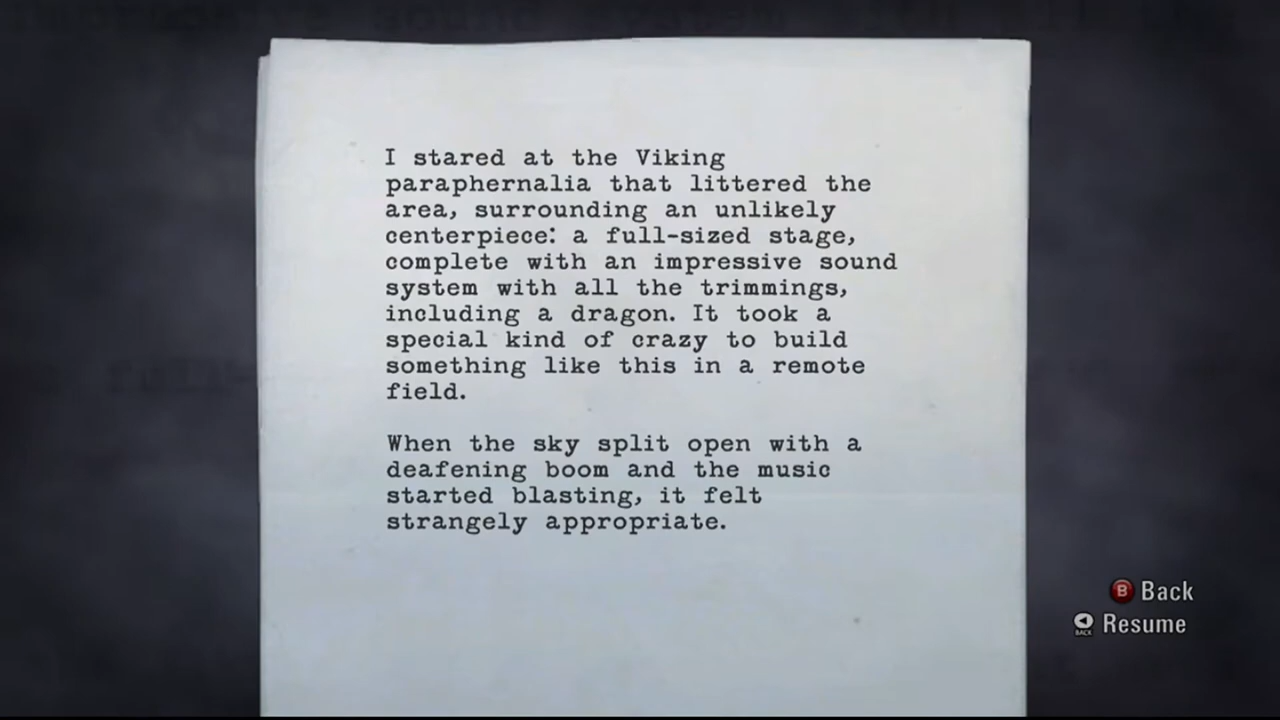 I stared at the Viking
paraphernalia that littered the
area, surrounding an unlikely
centerpiece: a full-sized stage,
complete with an impressive sound
system with all the trimmings,
including a dragon. It took a
special kind of crazy to build
something like this in a remote
field.
When the sky split open with a
deafening boom and the music
started blasting, it felt
strangely appropriate.
B Back
BACK Resume